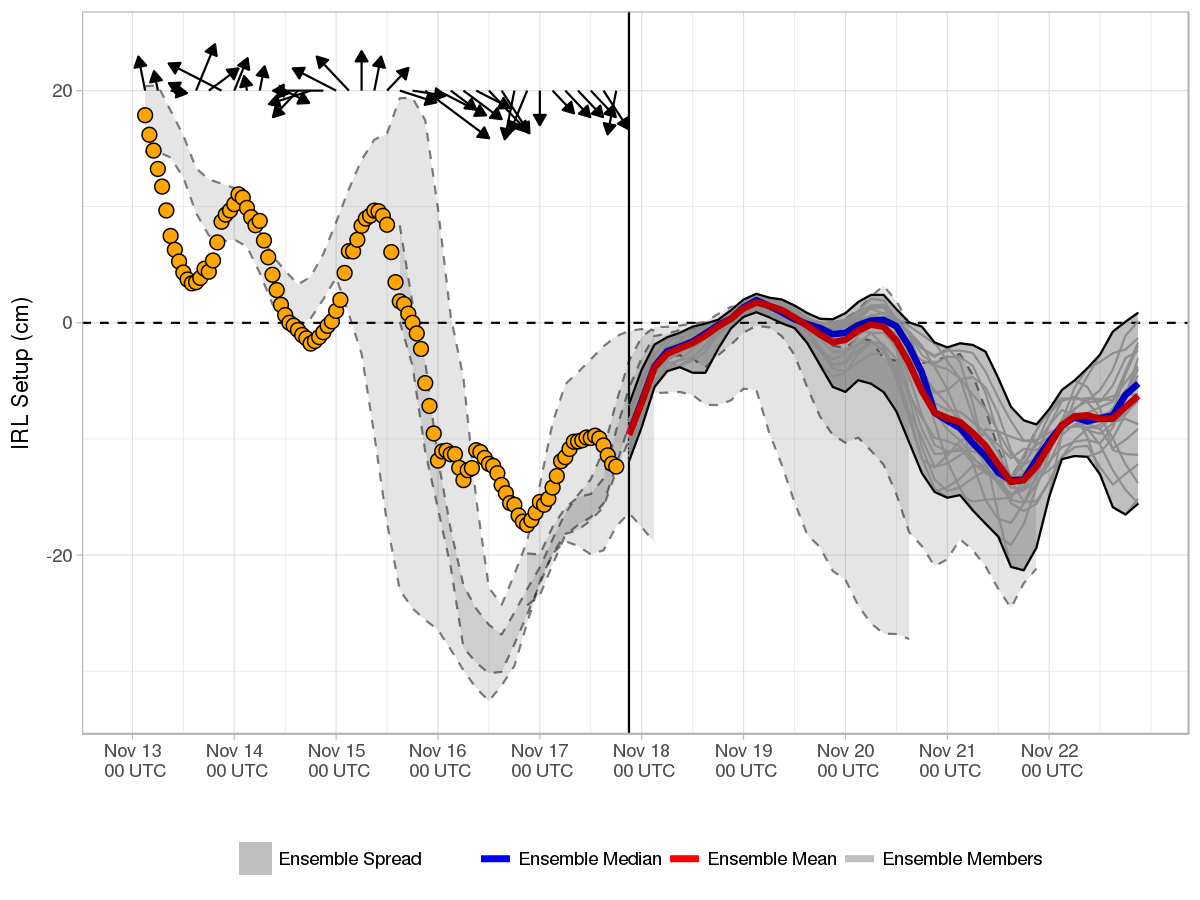 IRL Setup (cm)
20
0
-20
Nov 13 Nov 14 Nov 15 Nov 16 Nov 17 Nov 18 Nov 19 Nov 20 Nov 21 Nov 22
00 UTC 00 UTC 00 UTC 00 UTC 00 UTC 00 UTC 00 UTC 00 UTC 00 UTC 00 UTC
Ensemble Spread Ensemble Median Ensemble Mean Ensemble Members